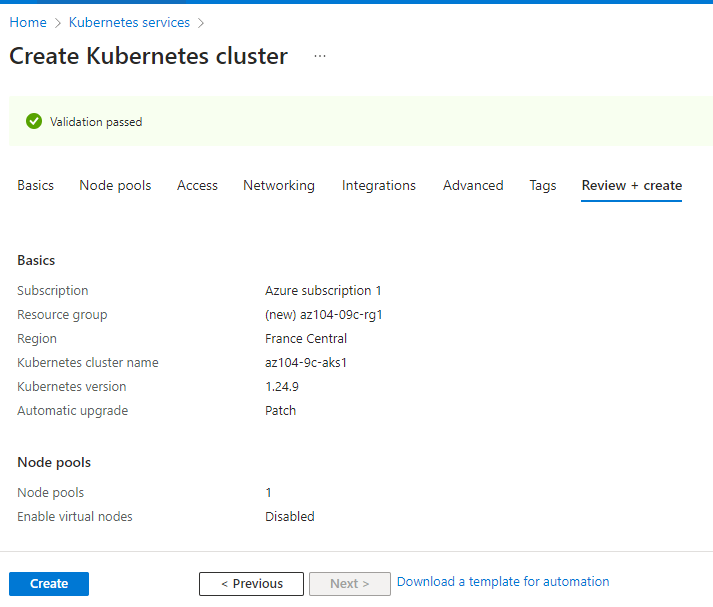 Home > Kubernetes services >
Create Kubernetes cluster ...
Validation passed
Basics Node pools Access Networking Integrations Advanced Tags Review + create
Basics
Subscription Azure subscription 1
Resource group (new) az104-09c-rg1
Region France Central
Kubernetes cluster name az104-9c-aks1
Kubernetes version 1.24.9
Automatic upgrade Patch
Node pools
Node pools 1
Enable virtual nodes Disabled
Create < Previous Next > Download a template for automation